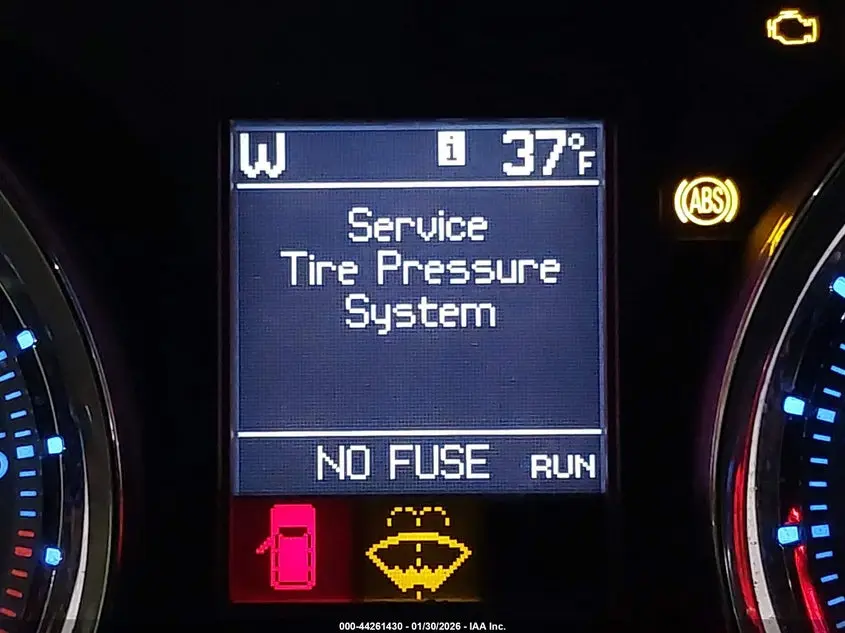 W i 37°F
ABS
Service
Tire Pressure
System
NO FUSE RUN
000-44261430 - 01/30/2026 - IAA Inc.